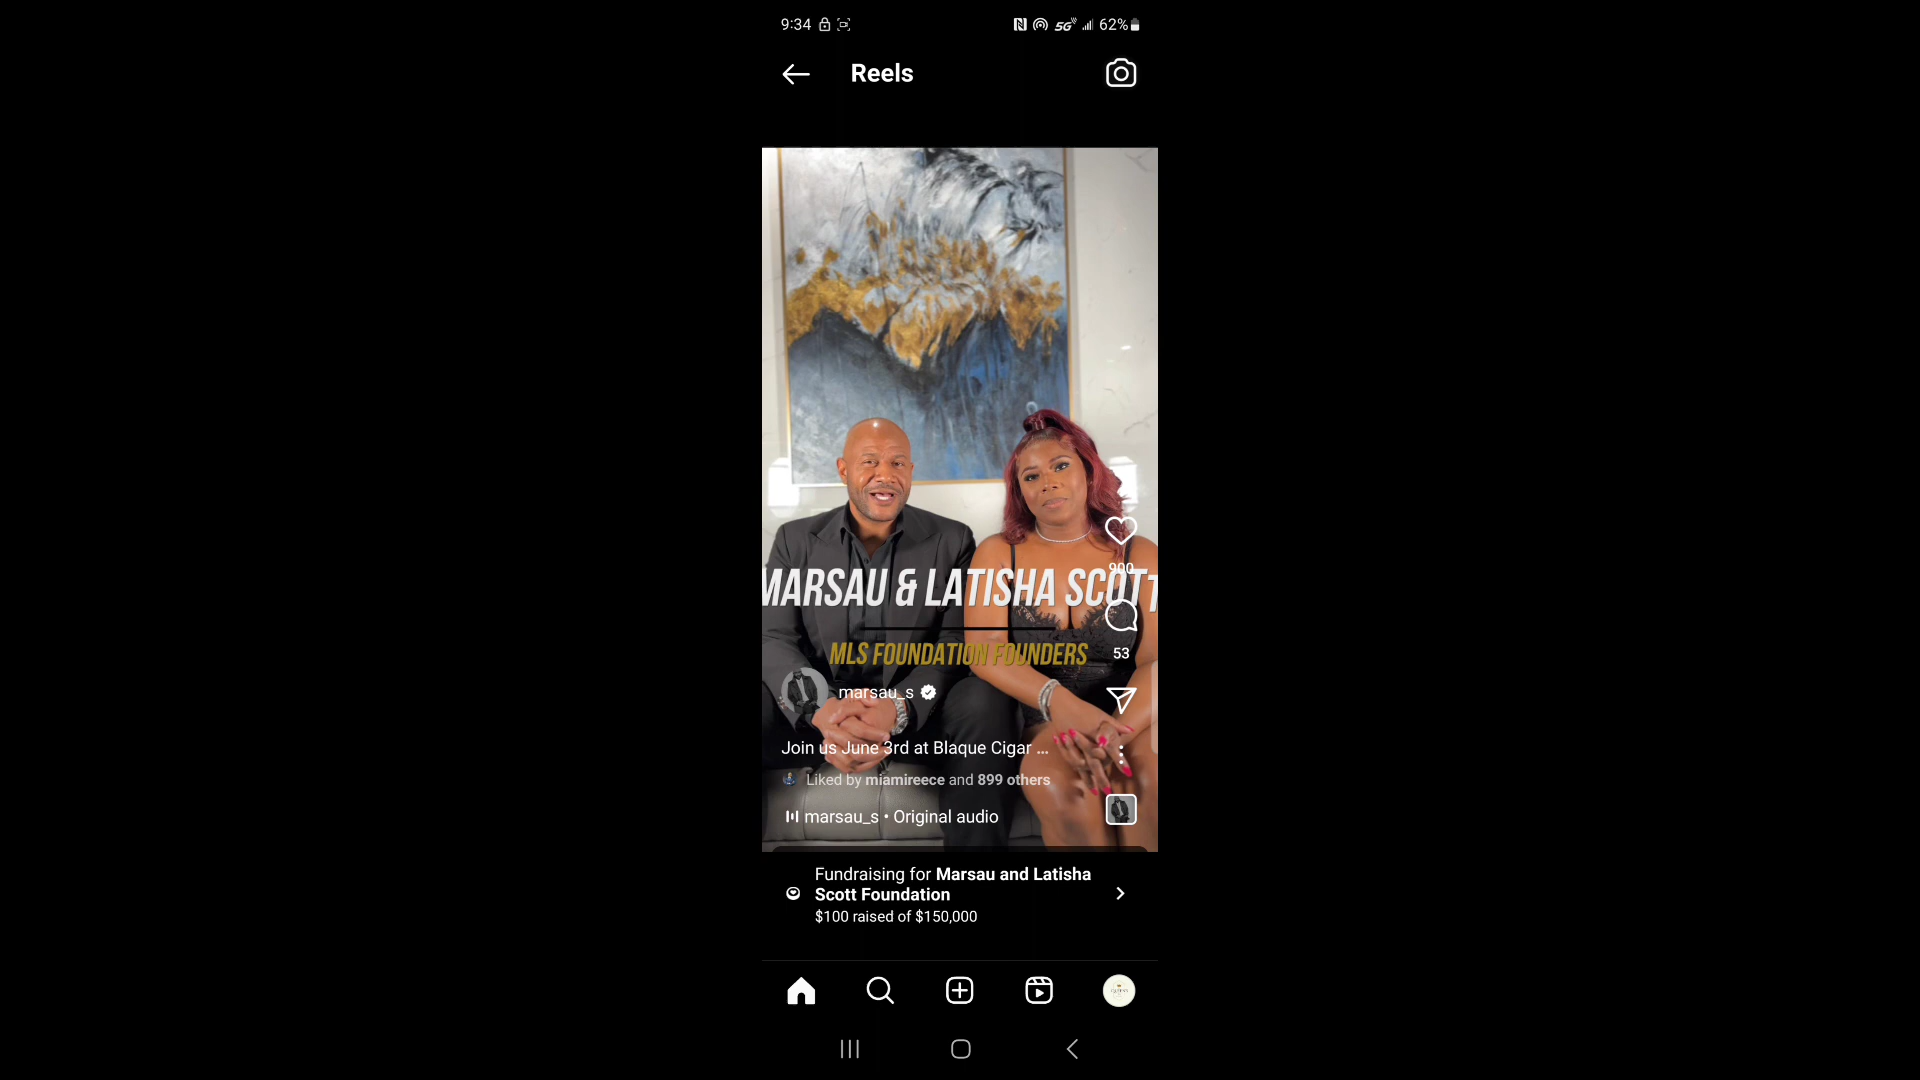 9:34 5G 62%
Reels
MARSAU & LATISHA SCOTT
900
MLS FOUNDATION FOUNDERS
53
marsau_s
Join us June 3rd at Blaque Cigar ...
Liked by miamireece and 899 others
marsau_s • Original audio
Fundraising for Marsau and Latisha
Scott Foundation
$100 raised of $150,000